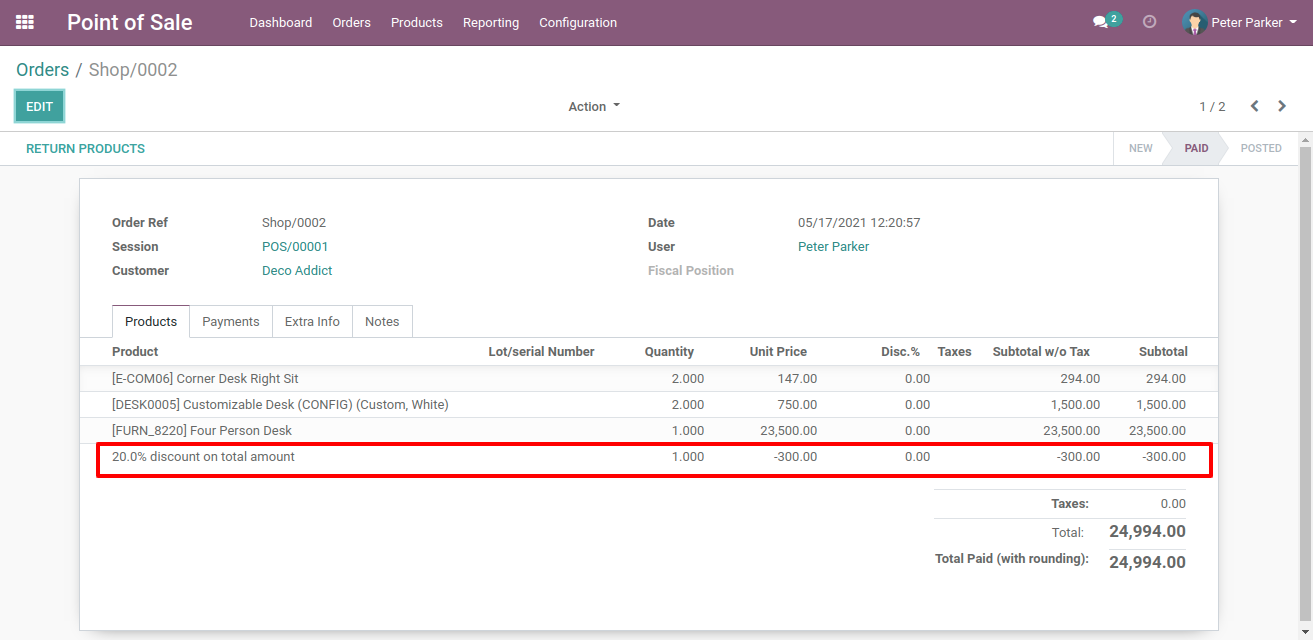 Point of Sale Dashboard Orders Products Reporting Configuration 2 Peter Parker
Orders / Shop/0002
EDIT Action 1 / 2
RETURN PRODUCTS NEW PAID POSTED
Order Ref Shop/0002 Date 05/17/2021 12:20:57
Session POS/00001 User Peter Parker
Customer Deco Addict Fiscal Position
Products Payments Extra Info Notes
Product Lot/serial Number Quantity Unit Price Disc.% Taxes Subtotal w/o Tax Subtotal
[E-COM06] Corner Desk Right Sit 2.000 147.00 0.00 294.00 294.00
[DESK0005] Customizable Desk (CONFIG) (Custom, White) 2.000 750.00 0.00 1,500.00 1,500.00
[FURN_8220] Four Person Desk 1.000 23,500.00 0.00 23,500.00 23,500.00
20.0% discount on total amount 1.000 -300.00 0.00 -300.00 -300.00
Taxes: 0.00
Total: 24,994.00
Total Paid (with rounding): 24,994.00